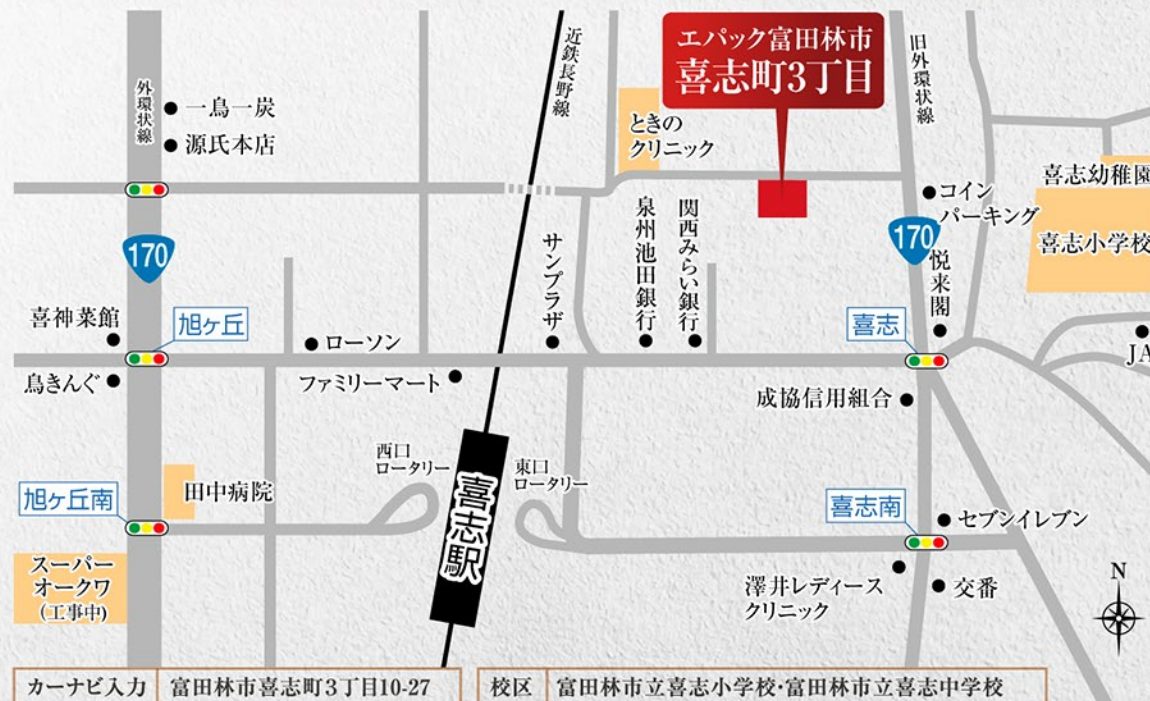 エパック富田林市
喜志町3丁目
外環状線
一鳥一炭
源氏本店
近鉄長野線
ときの
クリニック
旧外環状線
コイン
パーキング
喜志幼稚園
喜志小学校
170
170
喜神菜館
旭ヶ丘
ローソン
サンプラザ
泉州池田銀行
関西みらい銀行
喜志
悦来閣
JA
鳥きんぐ
ファミリーマート
成協信用組合
西口
ロータリー
東口
ロータリー
喜志駅
旭ヶ丘南
田中病院
喜志南
セブンイレブン
スーパー
オークワ
(工事中)
澤井レディース
クリニック
交番
N
カーナビ入力 富田林市喜志町3丁目10-27
校区 富田林市立喜志小学校・富田林市立喜志中学校